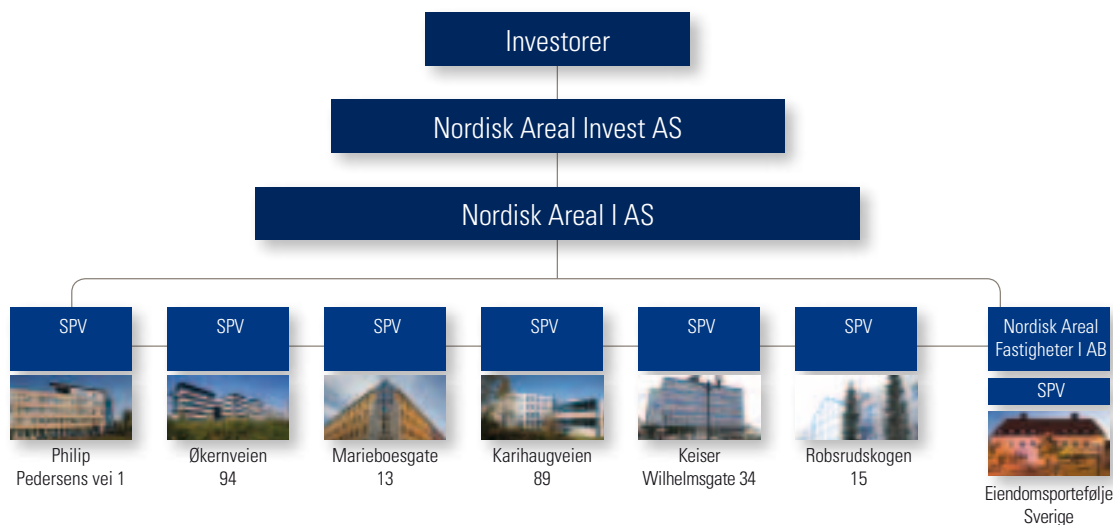 Investorer
Nordisk Areal Invest AS
Nordisk Areal I AS
SPV
SPV
SPV
SPV
SPV
SPV
Nordisk Areal
Fastigheter I AB
SPV
Philip
Pedersens vei 1
Økernveien
94
Marieboesgate
13
Karihaugveien
89
Keiser
Wilhelmsgate 34
Robsrudskogen
15
Eiendomsportefølje
Sverige